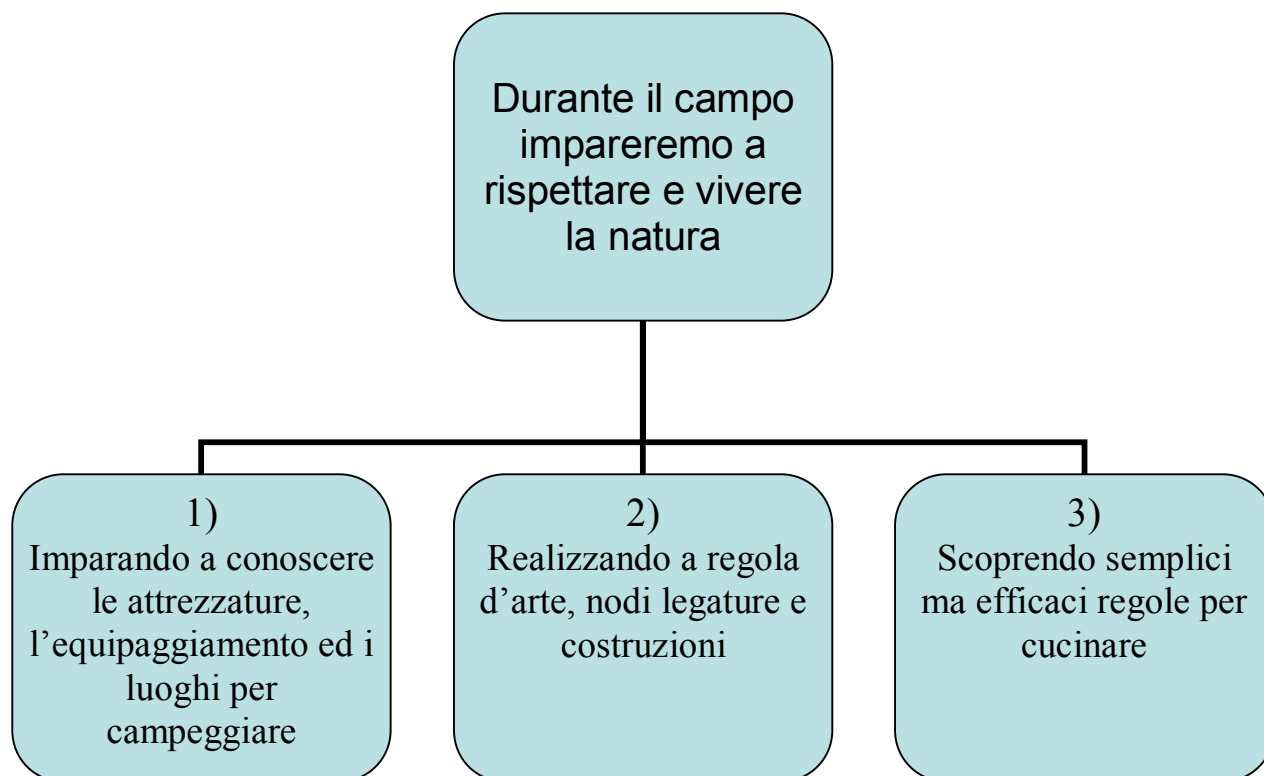 Durante il campo
impareremo a
rispettare e vivere
la natura
1)
Imparando a conoscere
le attrezzature,
l’equipaggiamento ed i
luoghi per
campeggiare
2)
Realizzando a regola
d’arte, nodi legature e
costruzioni
3)
Scoprendo semplici
ma efficaci regole per
cucinare